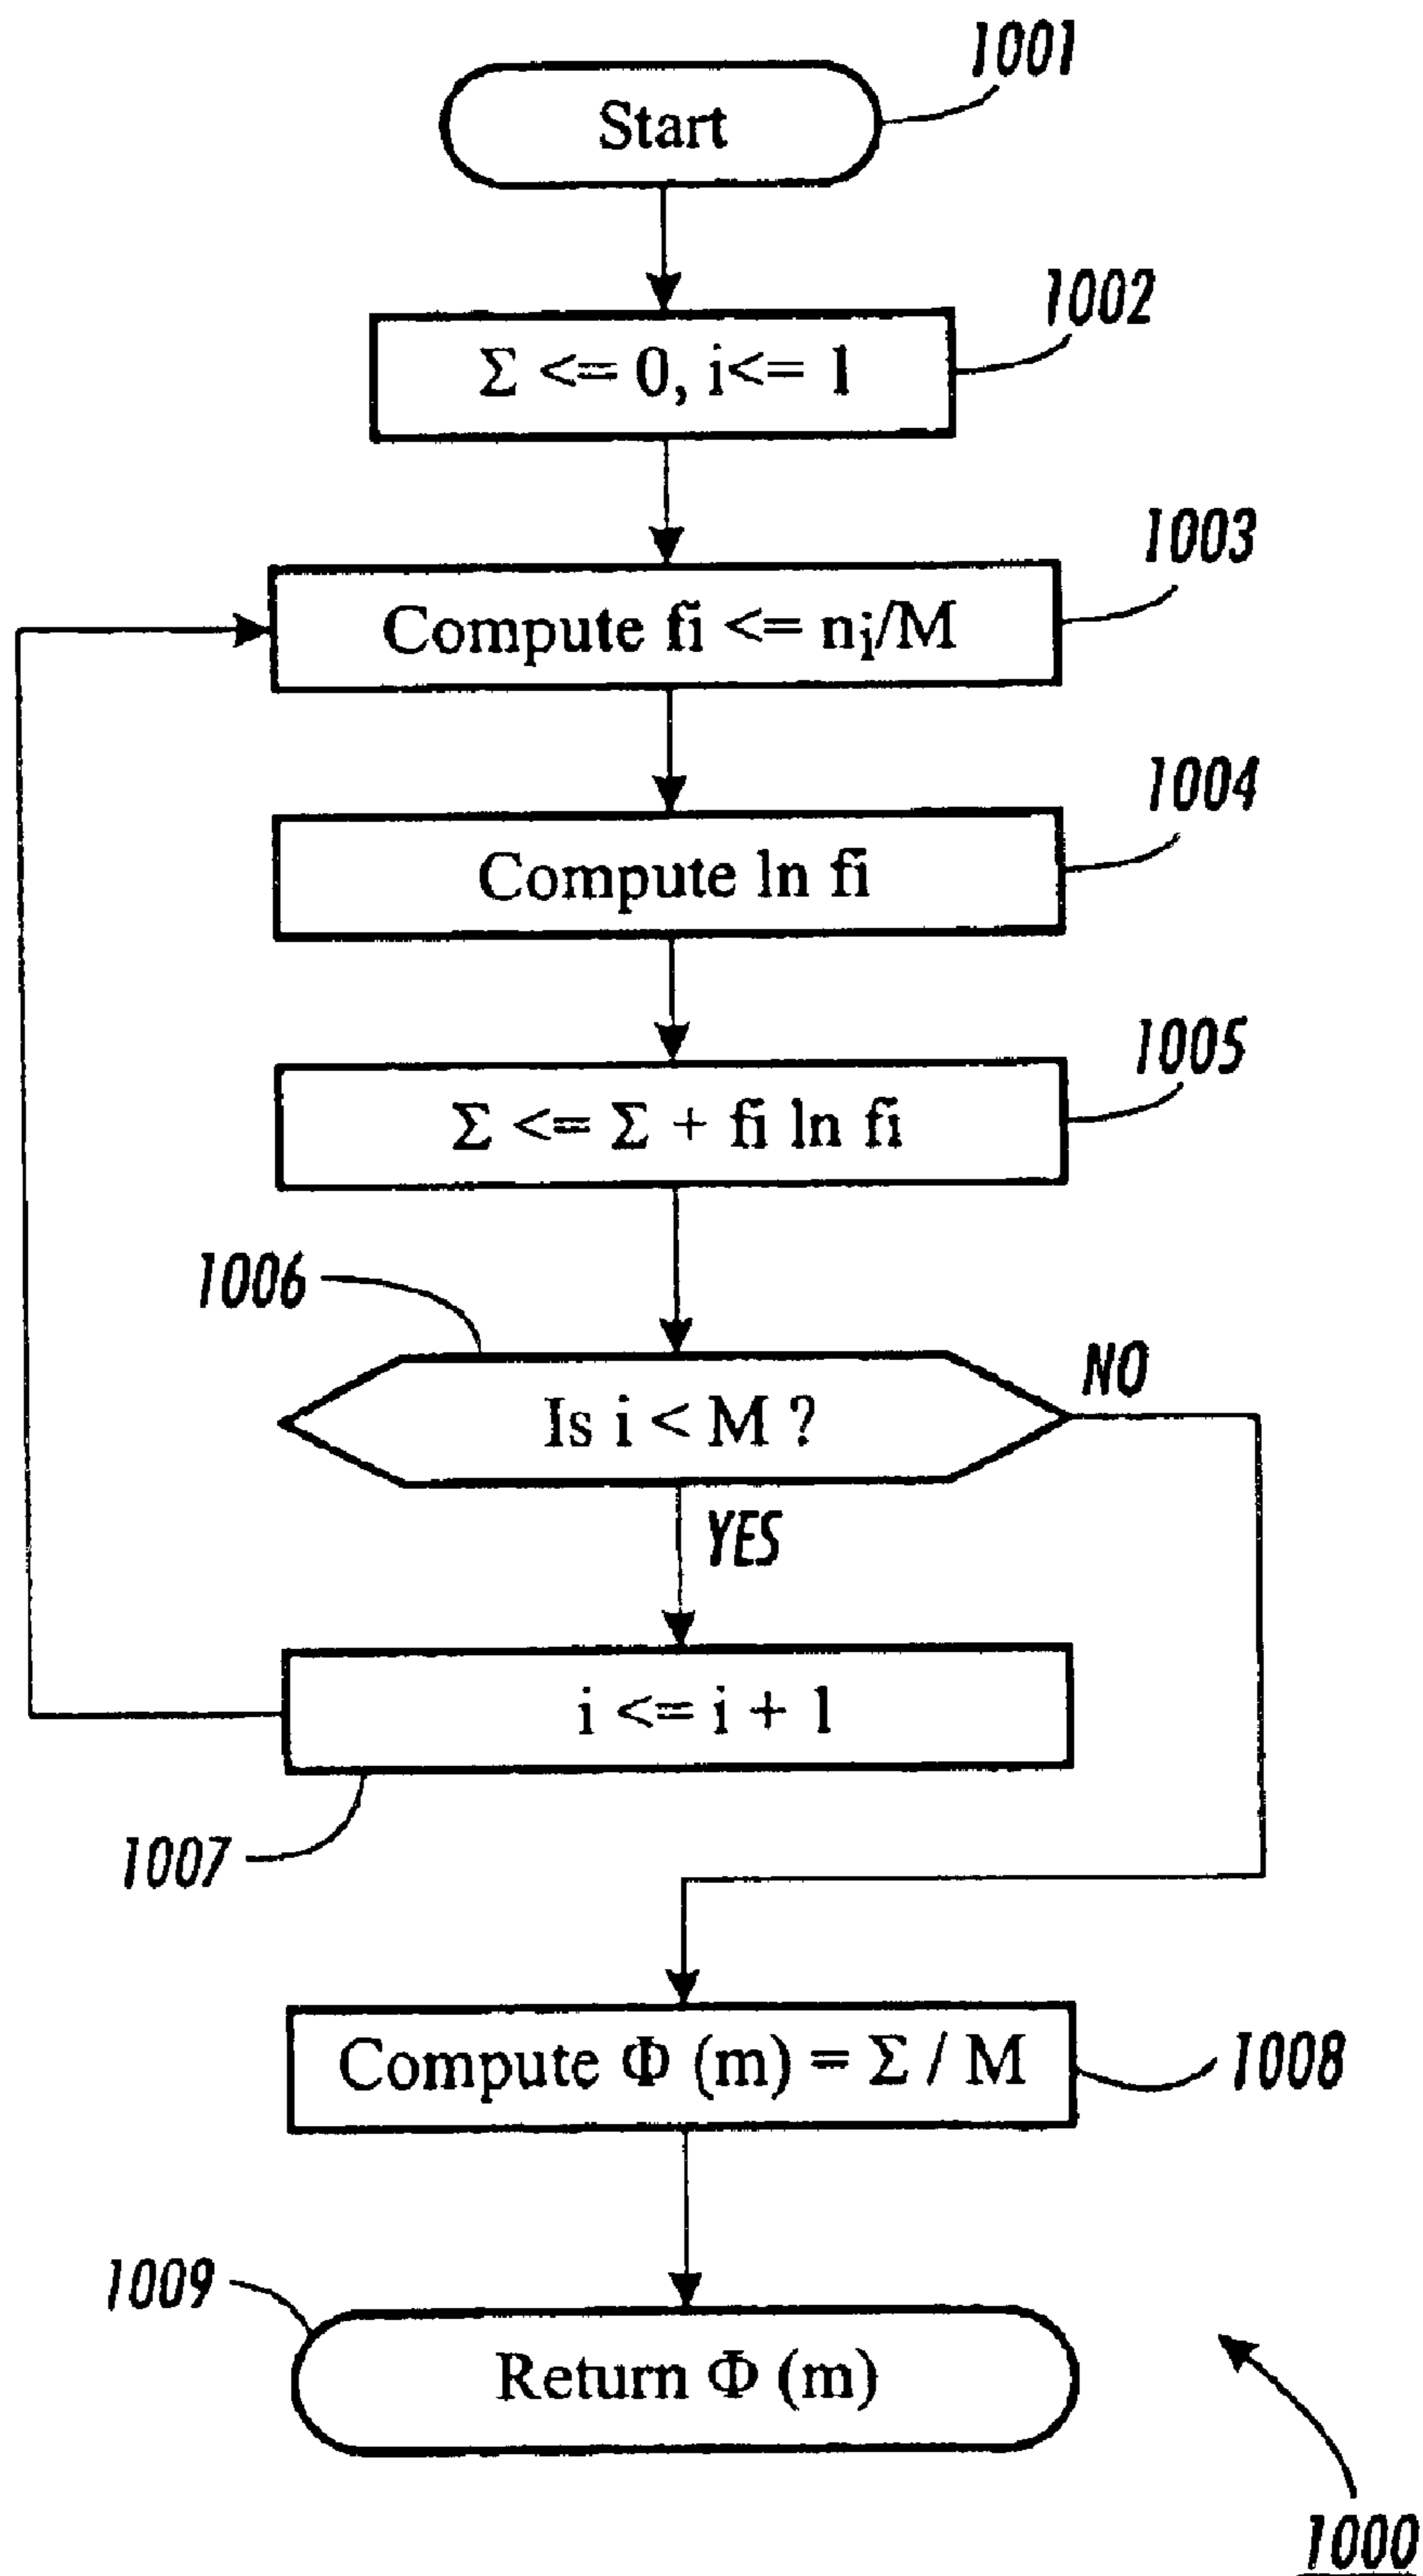 1001
Start
1002
Σ <= 0, i<= 1
1003
Compute fi <= ni/M
1004
Compute ln fi
1005
Σ <= Σ + fi ln fi
1006
Is i < M ?
NO
YES
i <= i + 1
1007
Compute Φ (m) = Σ / M
1008
1009
Return Φ (m)
1000